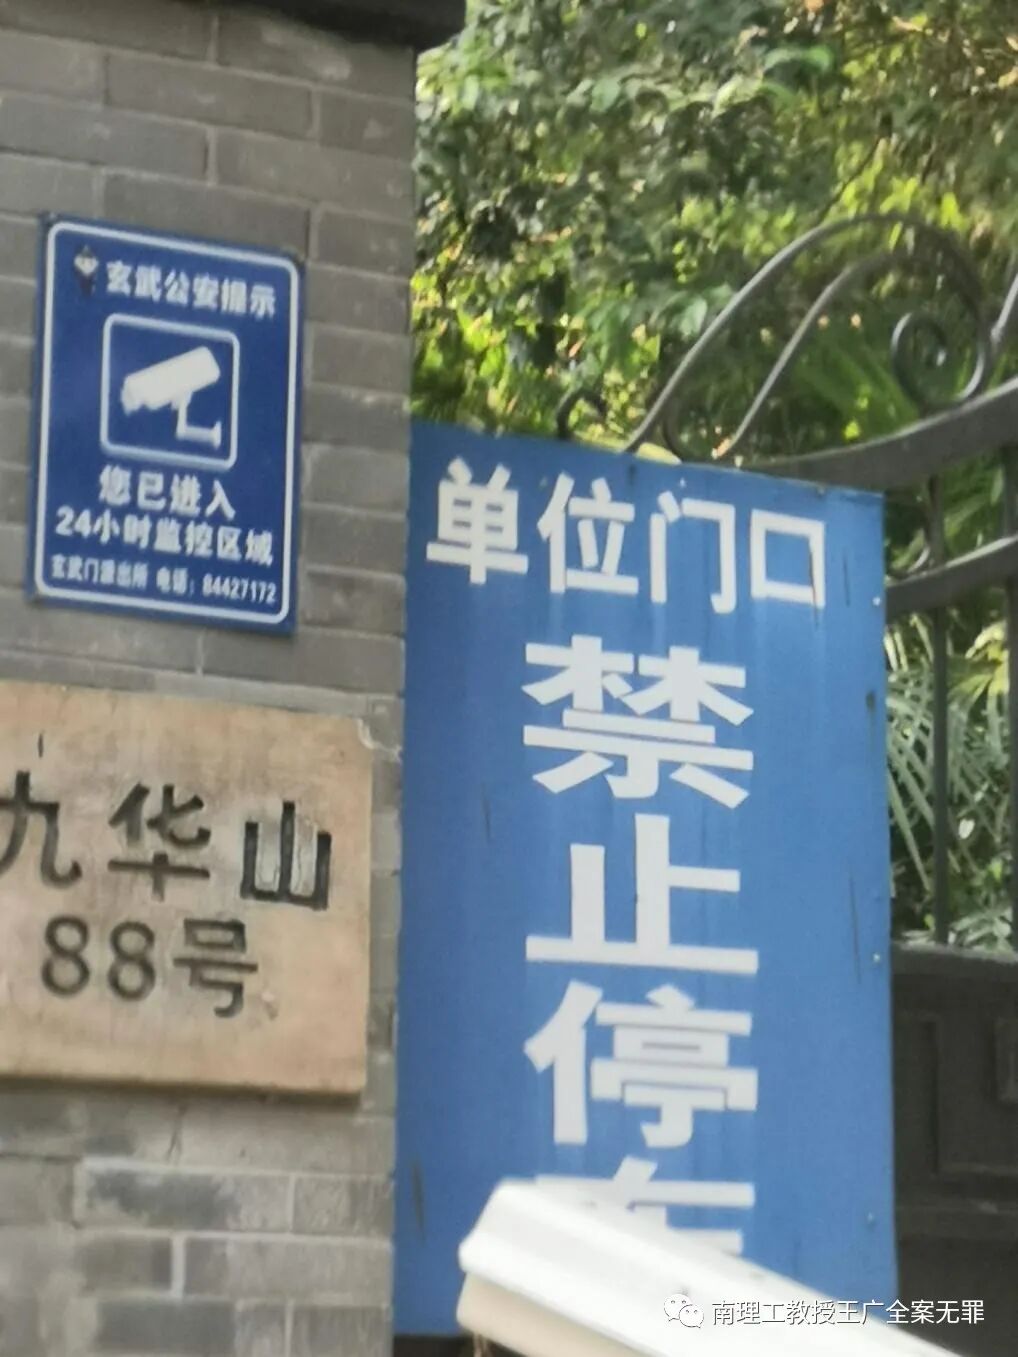 玄武公安提示
您已进入
24小时监控区域
玄武门派出所 电话：84427172
九华山
88号
单位门口
禁
止
停
南理工教授王广全案无罪